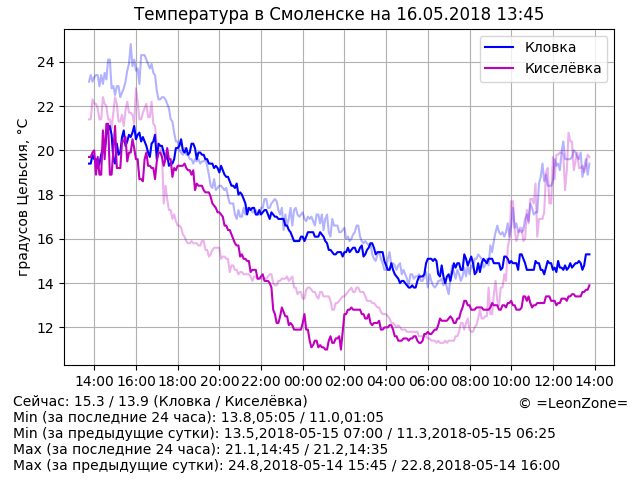 Температура в Смоленске на 16.05.2018 13:45
Кловка
Киселёвка
градусов Цельсия, °C
24
22
20
18
16
14
12
14:00 16:00 18:00 20:00 22:00 00:00 02:00 04:00 06:00 08:00 10:00 12:00 14:00
Сейчас: 15.3 / 13.9 (Кловка / Киселёвка)
© =LeonZone=
Min (за последние 24 часа): 13.8,05:05 / 11.0,01:05
Min (за предыдущие сутки): 13.5,2018-05-15 07:00 / 11.3,2018-05-15 06:25
Max (за последние 24 часа): 21.1,14:45 / 21.2,14:35
Max (за предыдущие сутки): 24.8,2018-05-14 15:45 / 22.8,2018-05-14 16:00